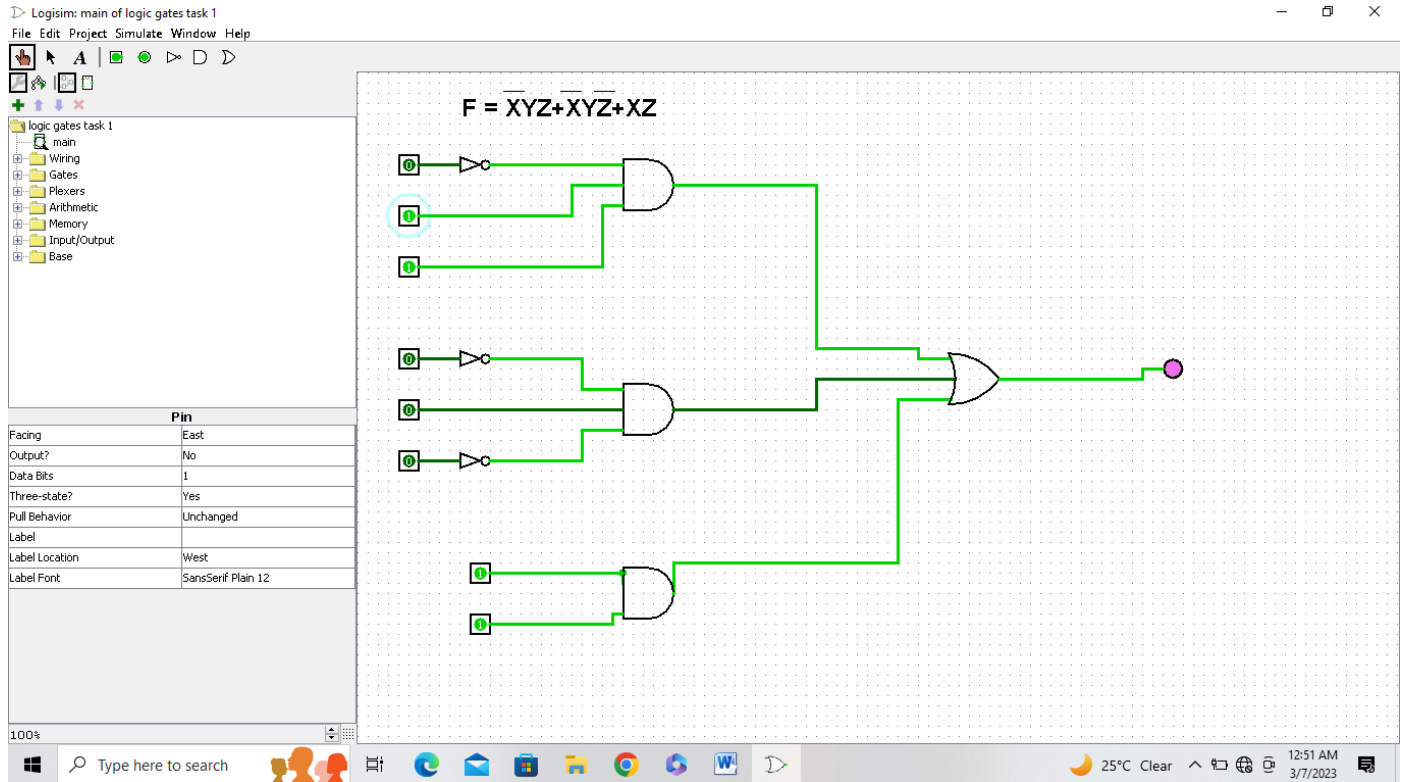 Logisim: main of logic gates task 1
File Edit Project Simulate Window Help
A
logic gates task 1
main
Wiring
Gates
Plexers
Arithmetic
Memory
Input/Output
Base
F = X̅YZ+X̅YZ̅+XZ
0
1
1
0
0
0
1
1
Pin
Facing East
Output? No
Data Bits 1
Three-state? Yes
Pull Behavior Unchanged
Label
Label Location West
Label Font SansSerif Plain 12
100%
Type here to search
W
25°C Clear
12:51 AM
3/7/2023